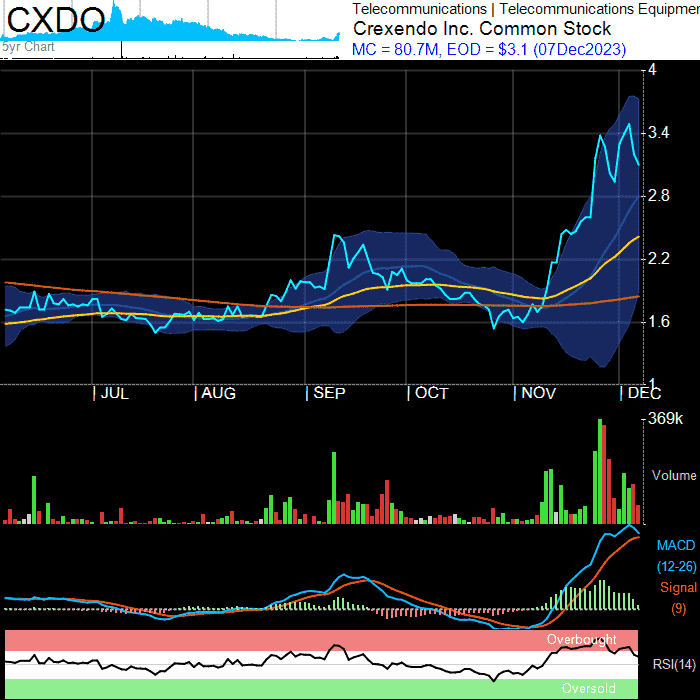 CXDO
5yr Chart
Telecommunications | Telecommunications Equipmen
Crexendo Inc. Common Stock
MC = 80.7M, EOD = $3.1 (07Dec2023)
4
3.4
2.8
2.2
1.6
1
| JUL | AUG | SEP | OCT | NOV | DEC
369k
Volume
MACD
(12-26)
Signal
(9)
Overbought
RSI(14)
Oversold